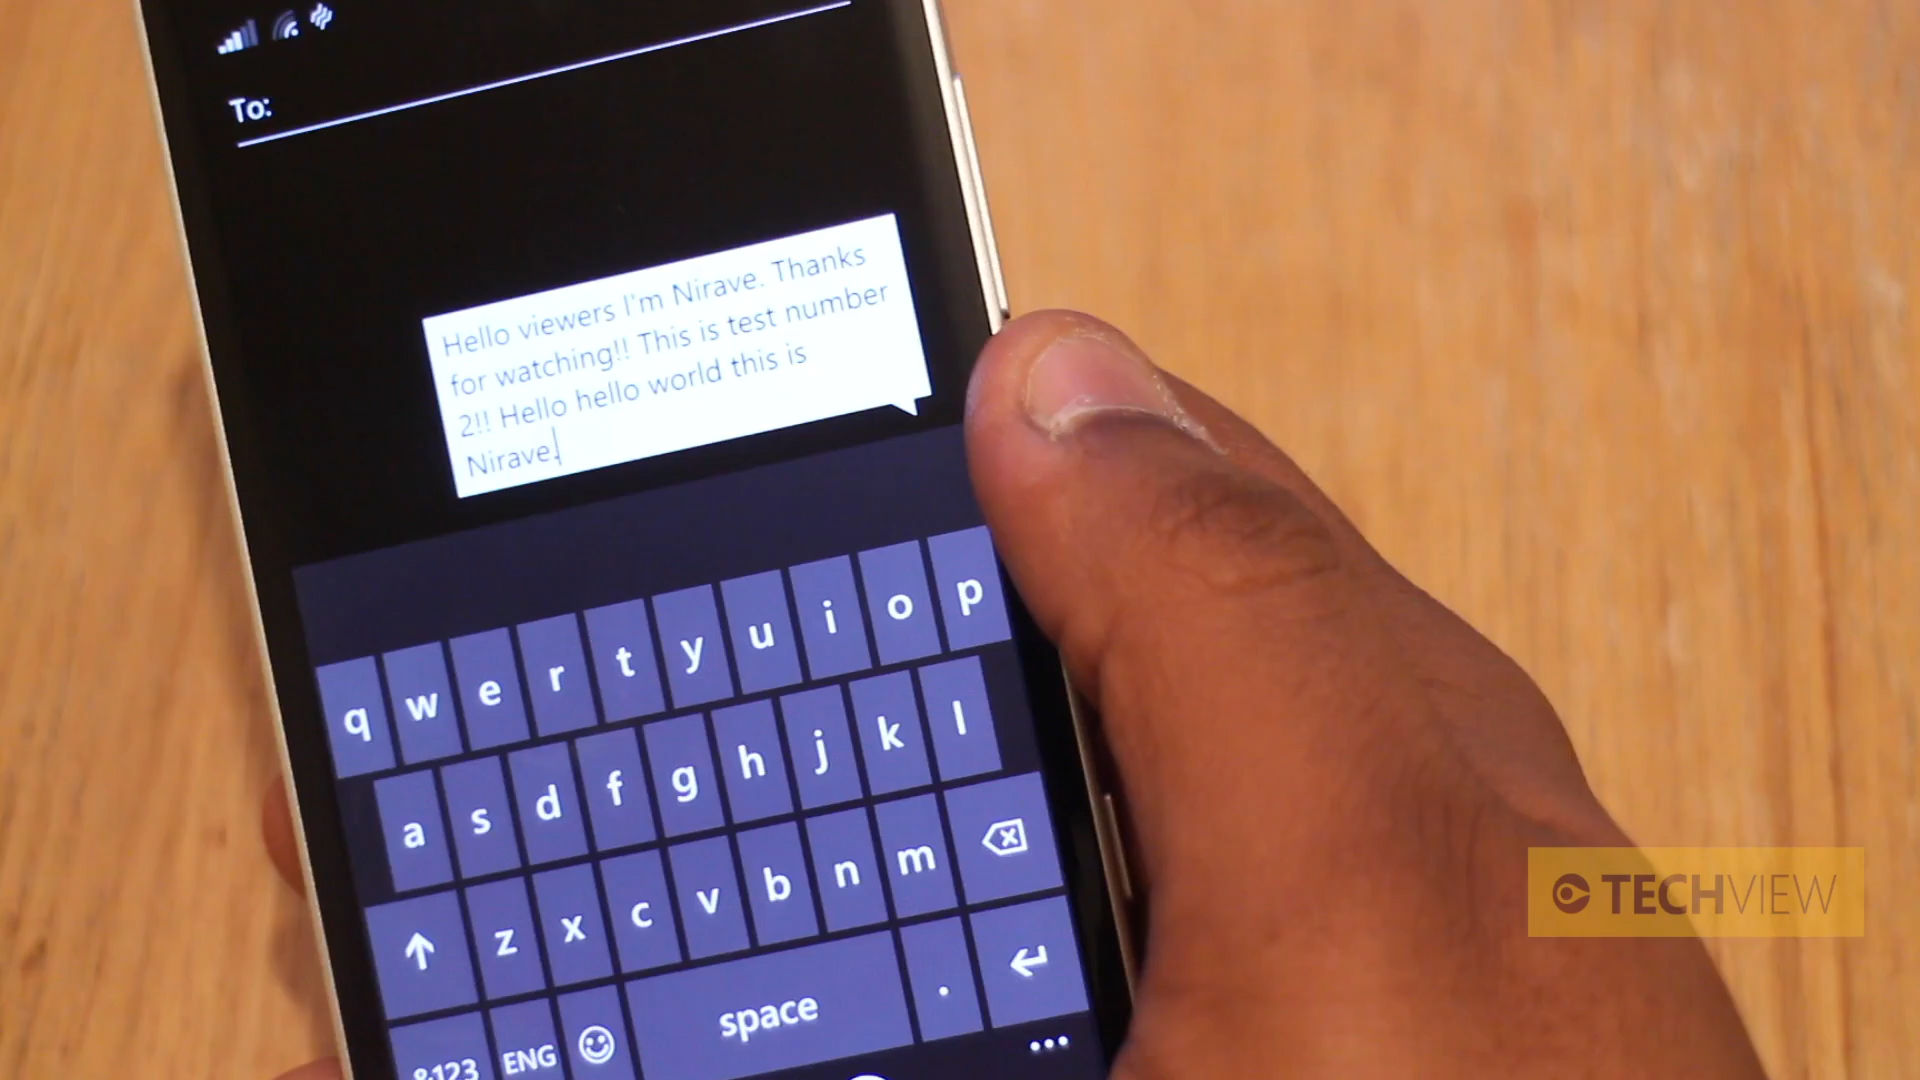 To:
Hello viewers I'm Nirave. Thanks
for watching!! This is test number
2!! Hello hello world this is
Nirave.
q w e r t y u i o p
a s d f g h j k l
z x c v b n m
&123 ENG space .
TECHVIEW